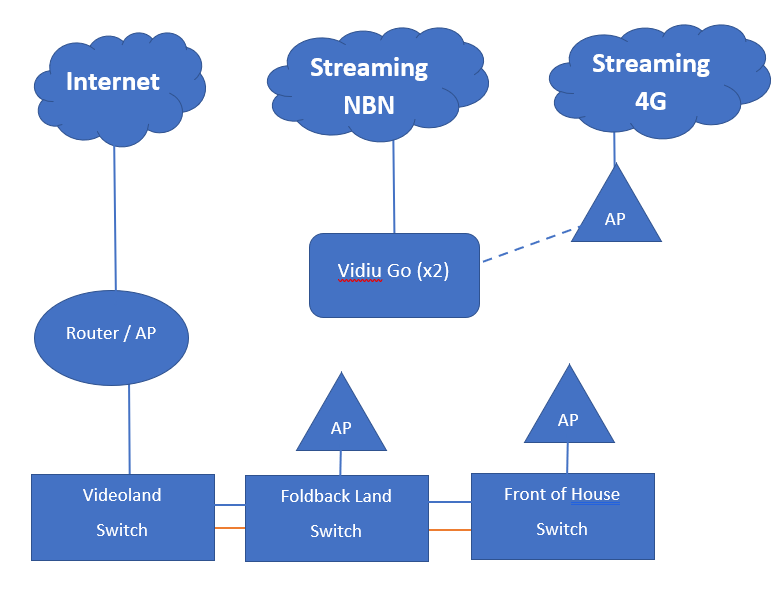 Internet
Streaming
NBN
Streaming
4G
AP
Vidiu Go (x2)
Router / AP
AP
AP
Videoland
Switch
Foldback Land
Switch
Front of House
Switch